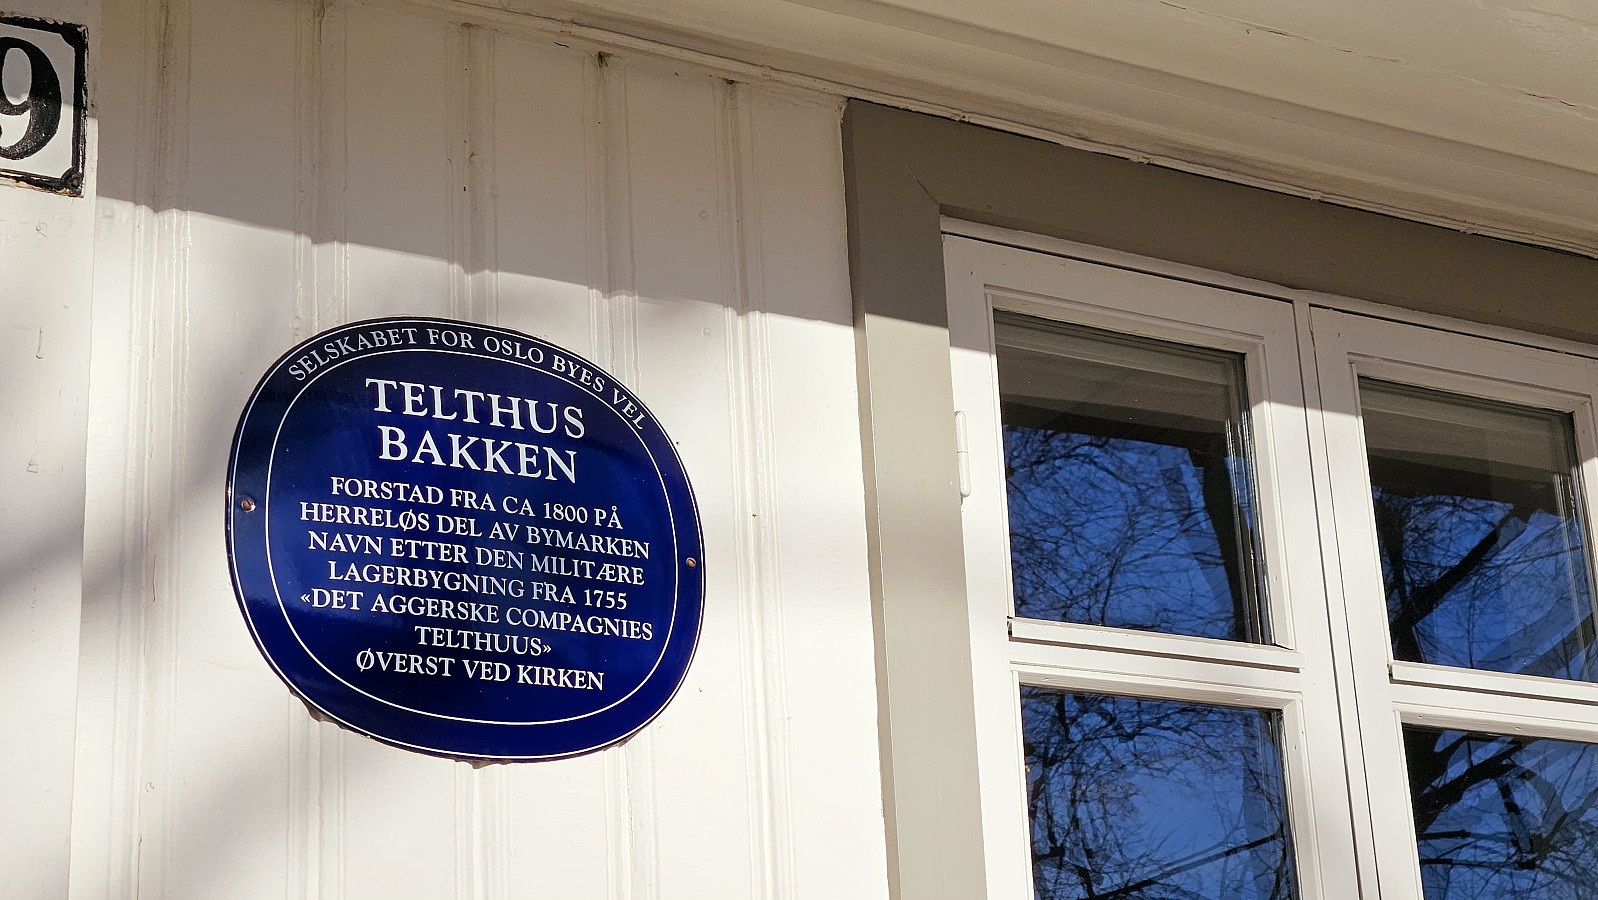 9
SELSKABET FOR OSLO BYES VEL
TELTHUS
BAKKEN
FORSTAD FRA CA 1800 PÅ
HERRELØS DEL AV BYMARKEN
NAVN ETTER DEN MILITÆRE
LAGERBYGNING FRA 1755
«DET AGGERSKE COMPAGNIES
TELTHUUS»
ØVERST VED KIRKEN